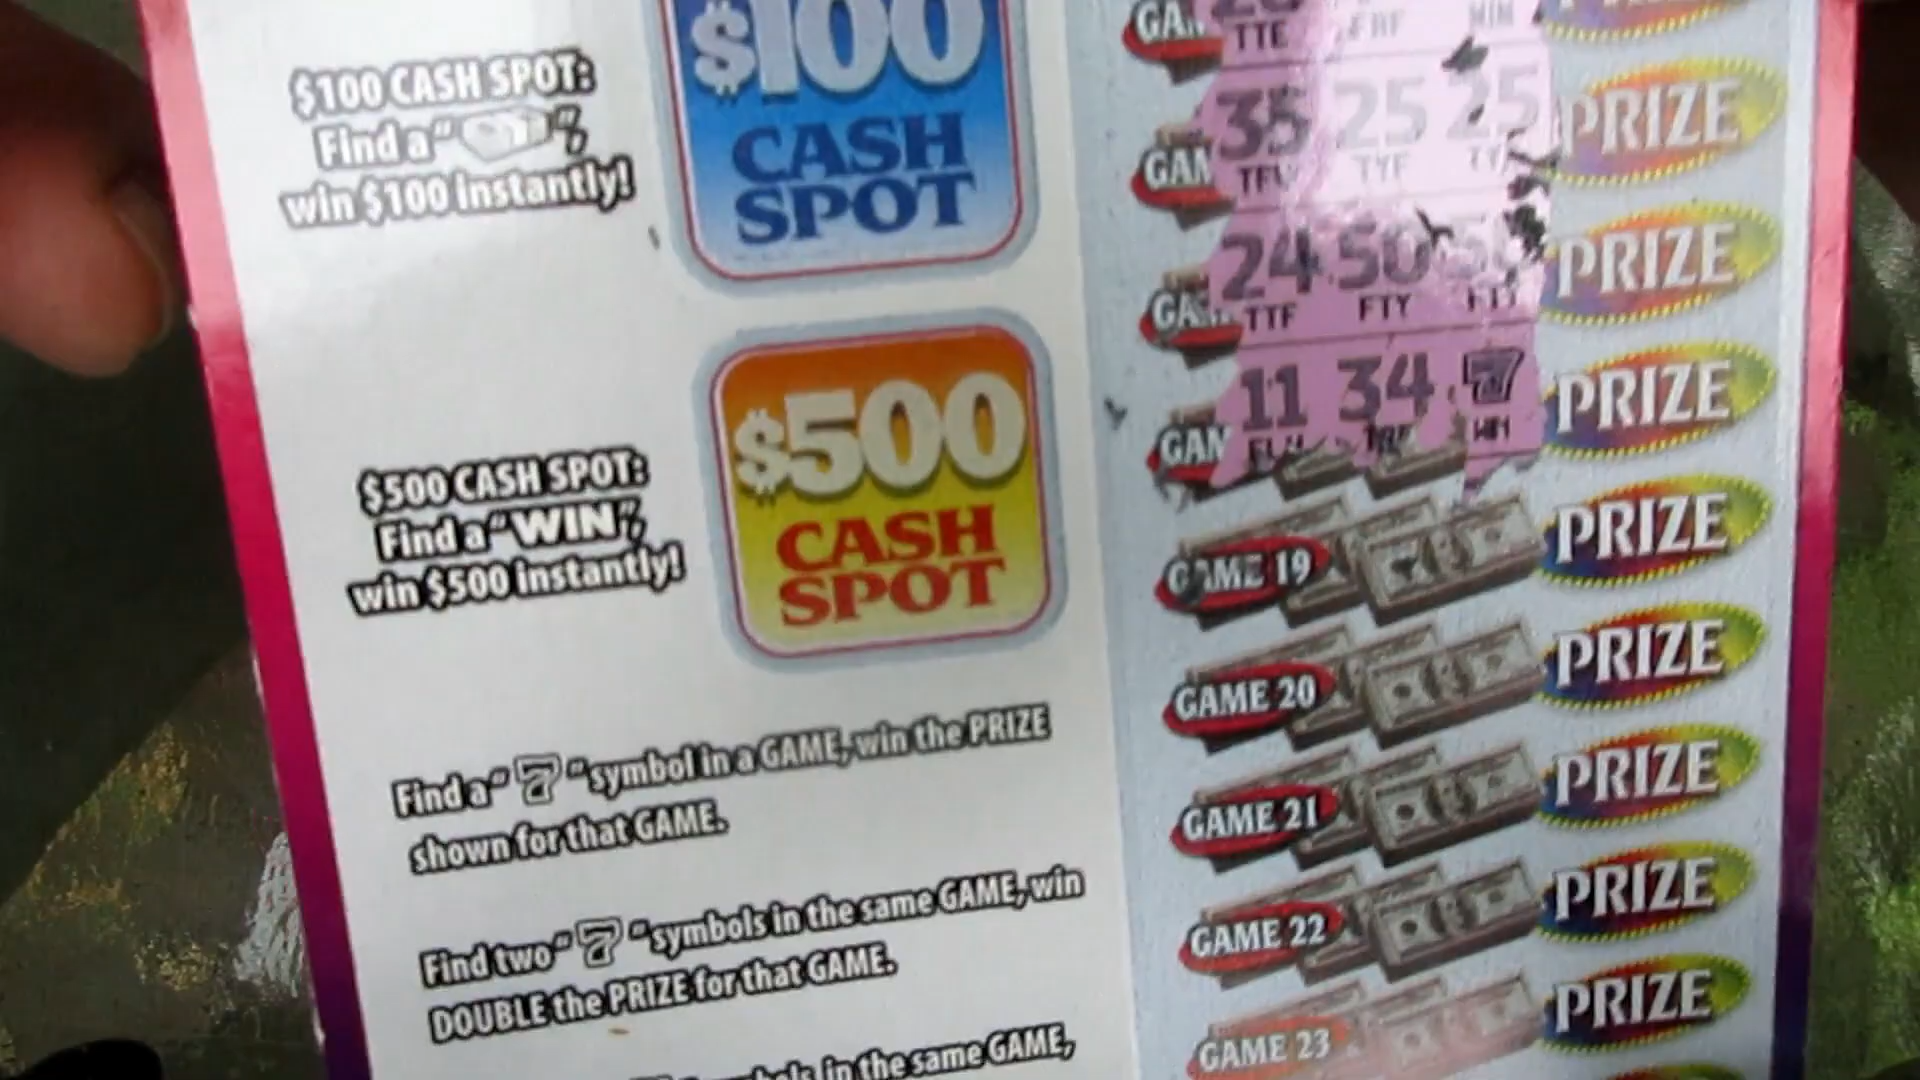 $100 CASH SPOT:
Find a " ",
win $100 instantly!
$100
CASH
SPOT
$500 CASH SPOT:
Find a "WIN",
win $500 instantly!
$500
CASH
SPOT
Find a " 7 " symbol in a GAME, win the PRIZE
shown for that GAME.
Find two " 7 " symbols in the same GAME, win
DOUBLE the PRIZE for that GAME.
in the same GAME,
TTE
35 25 25 PRIZE
TYF
24 50 PRIZE
TTF FTY
11 34 7 PRIZE
WIN
GAME 19 PRIZE
GAME 20 PRIZE
GAME 21 PRIZE
GAME 22 PRIZE
GAME 23 PRIZE